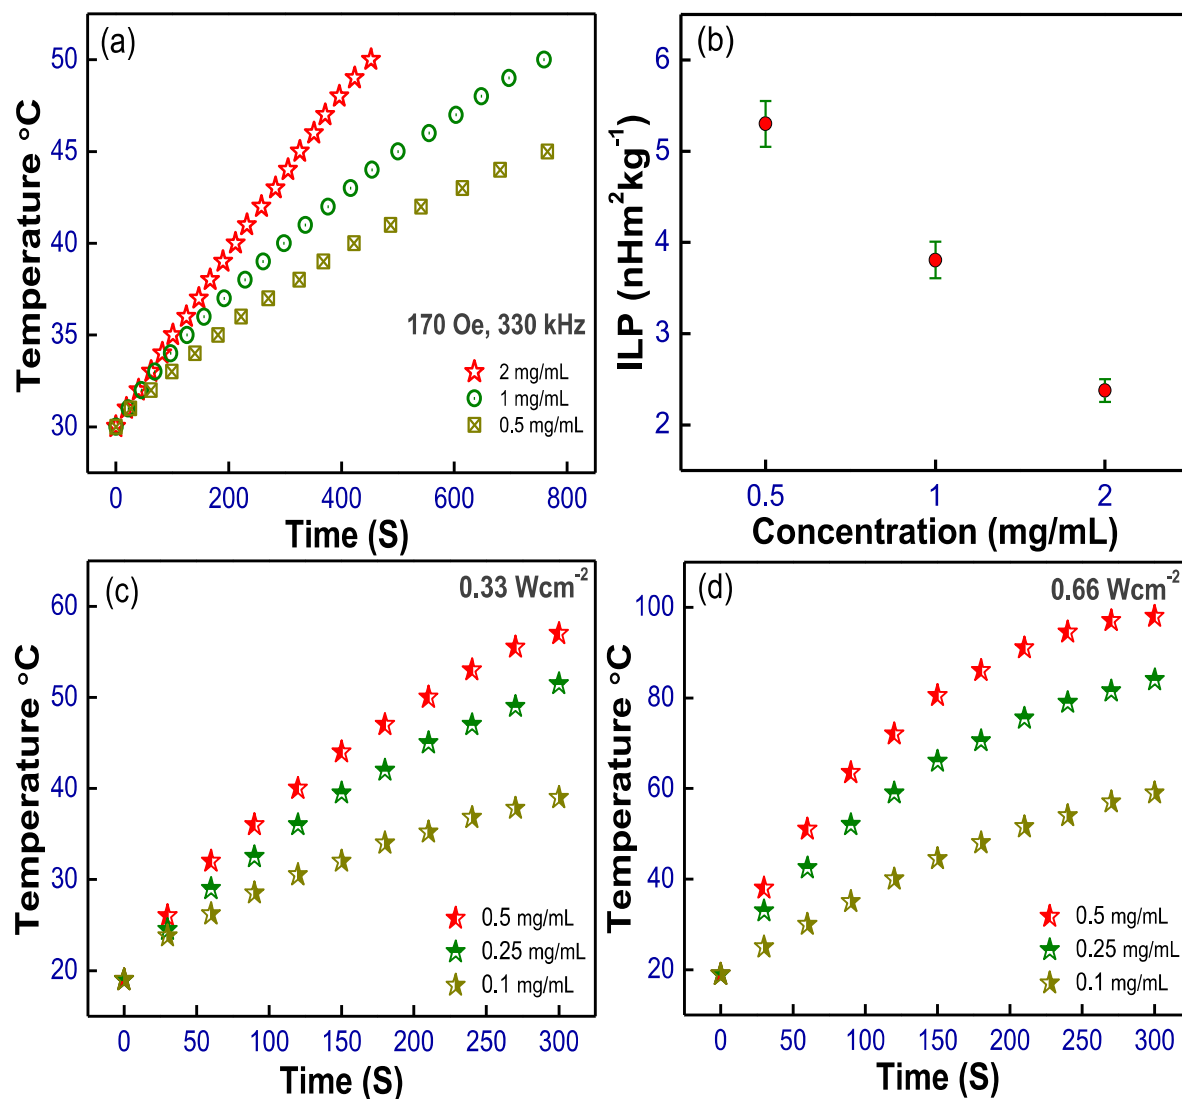 (a)
Temperature °C
50
45
40
35
30
170 Oe, 330 kHz
2 mg/mL
1 mg/mL
0.5 mg/mL
0 200 400 600 800
Time (S)
(b)
ILP (nHm²kg⁻¹)
6
5
4
3
2
0.5 1 2
Concentration (mg/mL)
(c)
0.33 Wcm⁻²
Temperature °C
60
50
40
30
20
0.5 mg/mL
0.25 mg/mL
0.1 mg/mL
0 50 100 150 200 250 300
Time (S)
(d)
0.66 Wcm⁻²
Temperature °C
100
80
60
40
20
0.5 mg/mL
0.25 mg/mL
0.1 mg/mL
0 50 100 150 200 250 300
Time (S)